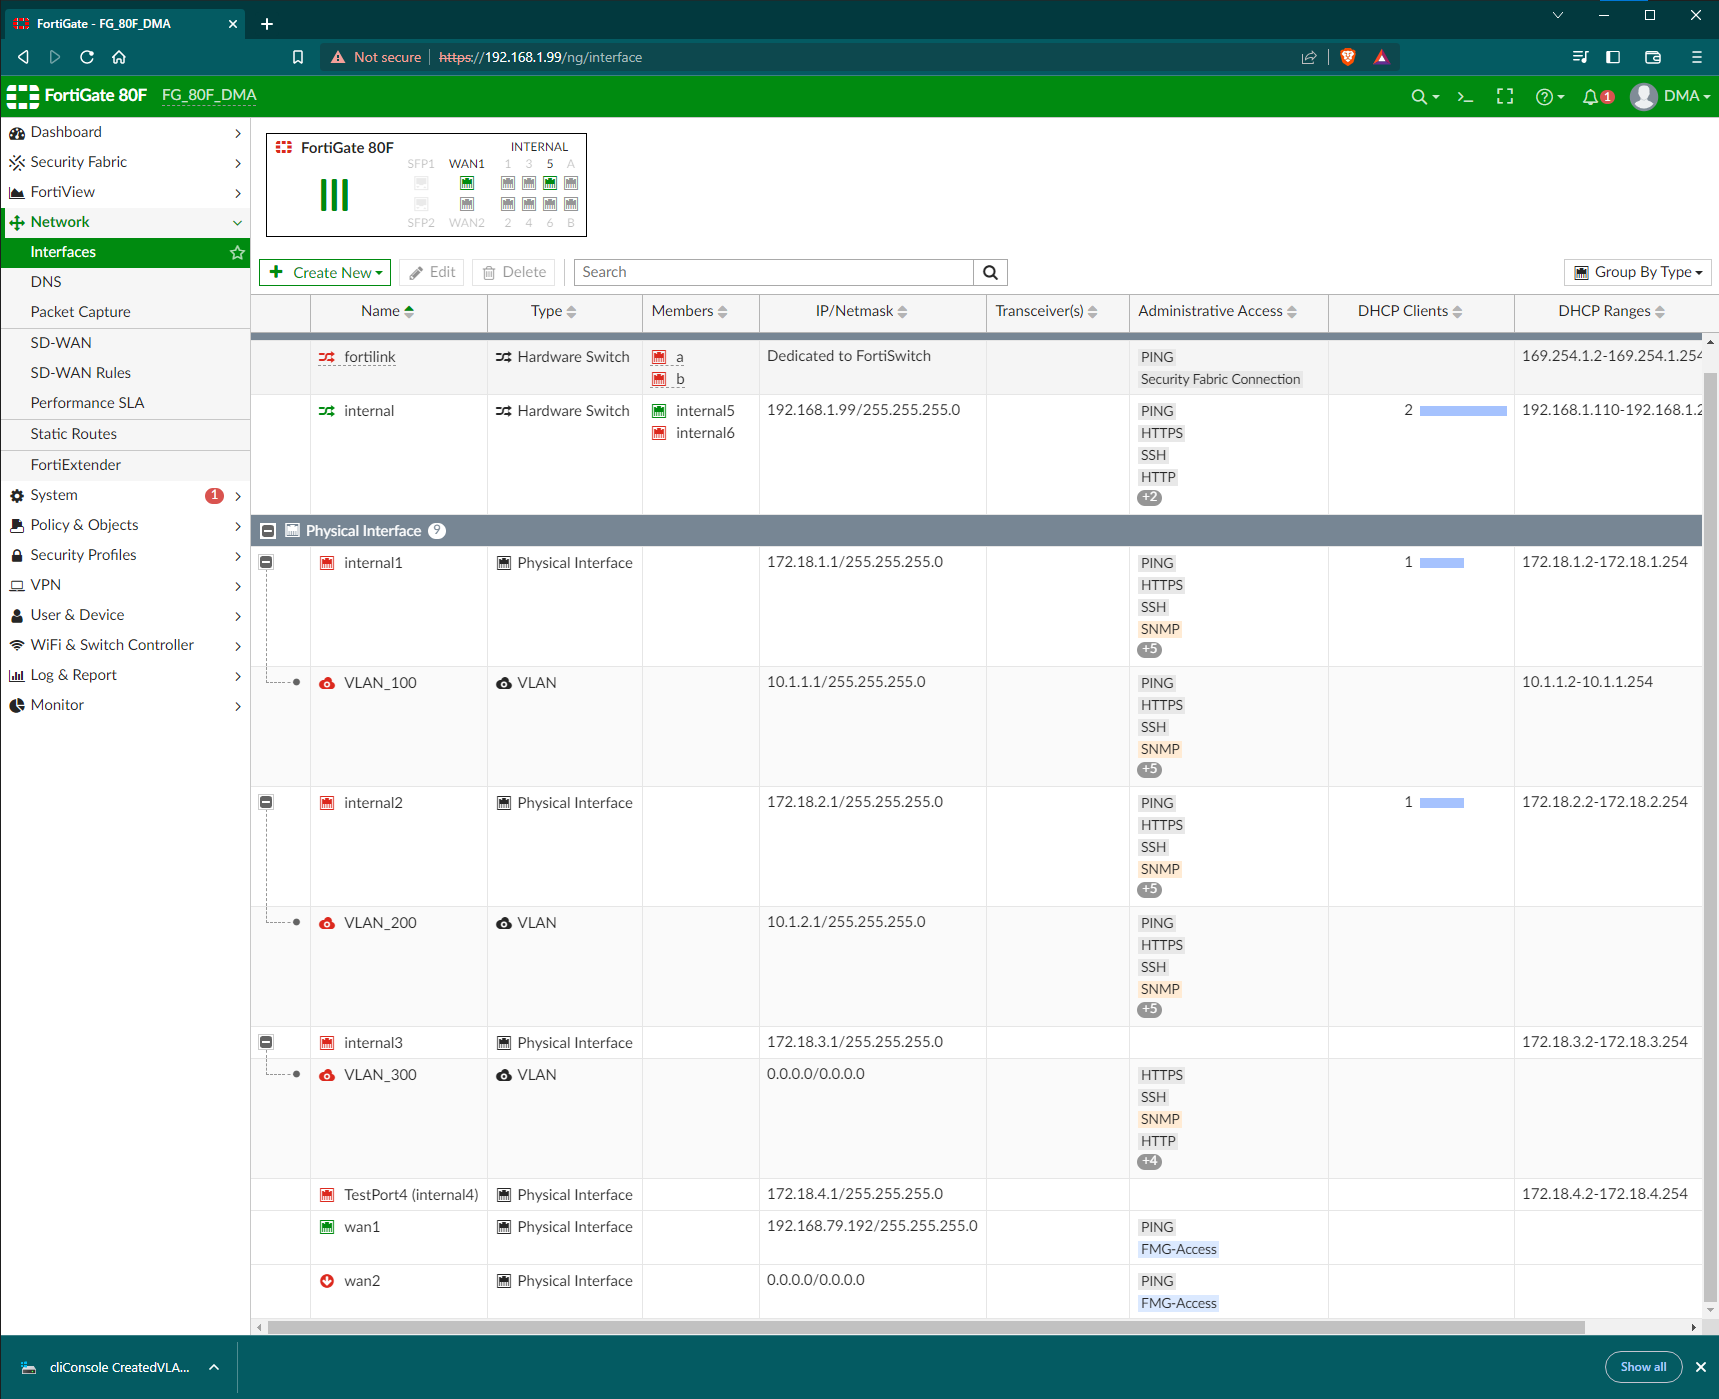 FortiGate - FG_80F_DMA
Not secure https://192.168.1.99/ng/interface
FortiGate 80F FG_80F_DMA
1 DMA
Dashboard
Security Fabric
FortiView
Network
Interfaces
DNS
Packet Capture
SD-WAN
SD-WAN Rules
Performance SLA
Static Routes
FortiExtender
System 1
Policy & Objects
Security Profiles
VPN
User & Device
WiFi & Switch Controller
Log & Report
Monitor
FortiGate 80F INTERNAL
SFP1 WAN1 1 3 5 A
SFP2 WAN2 2 4 6 B
Create New Edit Delete Search Group By Type
Name Type Members IP/Netmask Transceiver(s) Administrative Access DHCP Clients DHCP Ranges
fortilink Hardware Switch a Dedicated to FortiSwitch PING 169.254.1.2-169.254.1.254
b Security Fabric Connection
internal Hardware Switch internal5 192.168.1.99/255.255.255.0 PING 2 192.168.1.110-192.168.1.2
internal6 HTTPS
SSH
HTTP
+2
Physical Interface 9
internal1 Physical Interface 172.18.1.1/255.255.255.0 PING 1 172.18.1.2-172.18.1.254
HTTPS
SSH
SNMP
+5
VLAN_100 VLAN 10.1.1.1/255.255.255.0 PING 10.1.1.2-10.1.1.254
HTTPS
SSH
SNMP
+5
internal2 Physical Interface 172.18.2.1/255.255.255.0 PING 1 172.18.2.2-172.18.2.254
HTTPS
SSH
SNMP
+5
VLAN_200 VLAN 10.1.2.1/255.255.255.0 PING
HTTPS
SSH
SNMP
+5
internal3 Physical Interface 172.18.3.1/255.255.255.0 172.18.3.2-172.18.3.254
VLAN_300 VLAN 0.0.0.0/0.0.0.0 HTTPS
SSH
SNMP
HTTP
+4
TestPort4 (internal4) Physical Interface 172.18.4.1/255.255.255.0 172.18.4.2-172.18.4.254
wan1 Physical Interface 192.168.79.192/255.255.255.0 PING
FMG-Access
wan2 Physical Interface 0.0.0.0/0.0.0.0 PING
FMG-Access
cliConsole CreatedVLA... Show all